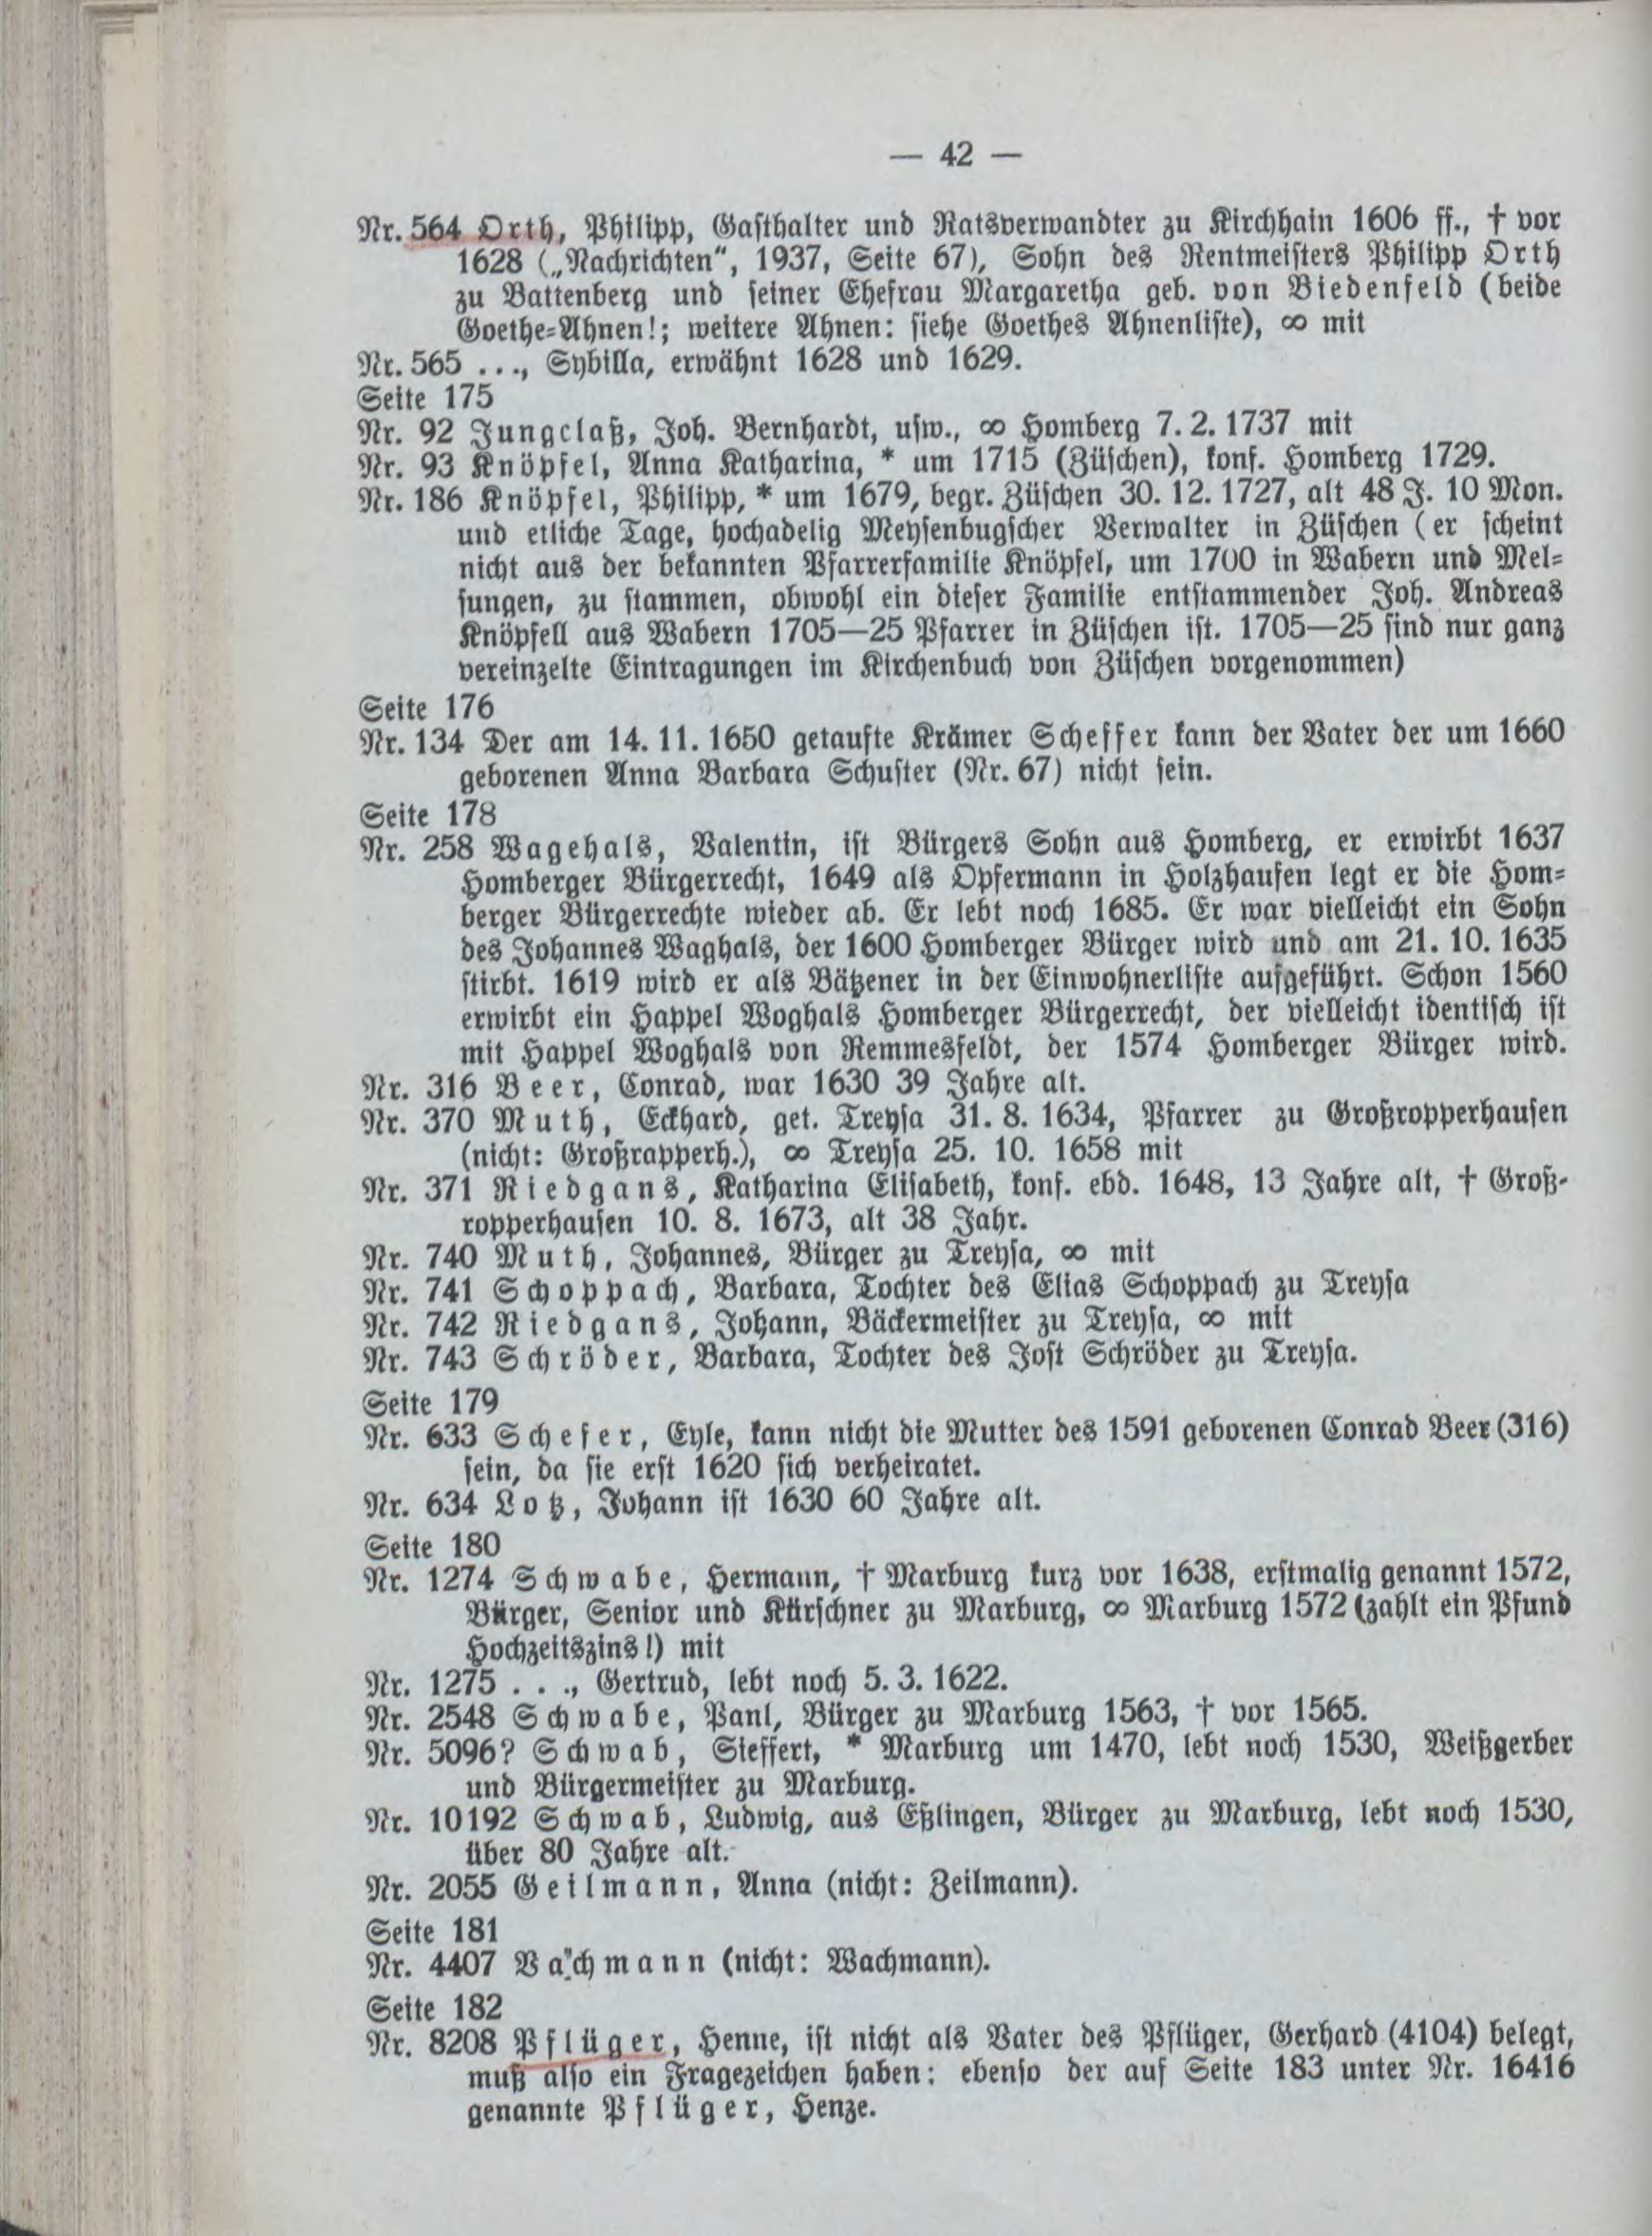 — 42 —
Nr. 564 Orth, Philipp, Gasthalter und Ratsverwandter zu Kirchhain 1606 ff., † vor
1628 („Nachrichten“, 1937, Seite 67), Sohn des Rentmeisters Philipp Orth
zu Battenberg und seiner Ehefrau Margaretha geb. von Biedenfeld (beide
Goethe=Ahnen!; weitere Ahnen: siehe Goethes Ahnenliste), ∞ mit
Nr. 565 . . ., Sybilla, erwähnt 1628 und 1629.
Seite 175
Nr. 92 Jungclaß, Joh. Bernhardt, usw., ∞ Homberg 7. 2. 1737 mit
Nr. 93 Knöpfel, Anna Katharina, * um 1715 (Züschen), konf. Homberg 1729.
Nr. 186 Knöpfel, Philipp, * um 1679, begr. Züschen 30. 12. 1727, alt 48 J. 10 Mon.
und etliche Tage, hochadelig Meysenbugscher Verwalter in Züschen (er scheint
nicht aus der bekannten Pfarrerfamilie Knöpfel, um 1700 in Wabern und Mel=
sungen, zu stammen, obwohl ein dieser Familie entstammender Joh. Andreas
Knöpfell aus Wabern 1705—25 Pfarrer in Züschen ist. 1705—25 sind nur ganz
vereinzelte Eintragungen im Kirchenbuch von Züschen vorgenommen)
Seite 176
Nr. 134 Der am 14. 11. 1650 getaufte Krämer Scheffer kann der Vater der um 1660
geborenen Anna Barbara Schuster (Nr. 67) nicht sein.
Seite 178
Nr. 258 Wagehals, Valentin, ist Bürgers Sohn aus Homberg, er erwirbt 1637
Homberger Bürgerrecht, 1649 als Opfermann in Holzhausen legt er die Hom=
berger Bürgerrechte wieder ab. Er lebt noch 1685. Er war vielleicht ein Sohn
des Johannes Waghals, der 1600 Homberger Bürger wird und am 21. 10. 1635
stirbt. 1619 wird er als Bätzener in der Einwohnerliste aufgeführt. Schon 1560
erwirbt ein Happel Woghals Homberger Bürgerrecht, der vielleicht identisch ist
mit Happel Woghals von Remmesfeldt, der 1574 Homberger Bürger wird.
Nr. 316 Beer, Conrad, war 1630 39 Jahre alt.
Nr. 370 Muth, Eckhard, get. Treysa 31. 8. 1634, Pfarrer zu Großropperhausen
(nicht: Großrapperh.), ∞ Treysa 25. 10. 1658 mit
Nr. 371 Riedgans, Katharina Elisabeth, konf. ebd. 1648, 13 Jahre alt, † Groß-
ropperhausen 10. 8. 1673, alt 38 Jahr.
Nr. 740 Muth, Johannes, Bürger zu Treysa, ∞ mit
Nr. 741 Schoppach, Barbara, Tochter des Elias Schoppach zu Treysa
Nr. 742 Riedgans, Johann, Bäckermeister zu Treysa, ∞ mit
Nr. 743 Schröder, Barbara, Tochter des Jost Schröder zu Treysa.
Seite 179
Nr. 633 Schefer, Eyle, kann nicht die Mutter des 1591 geborenen Conrad Beer (316)
sein, da sie erst 1620 sich verheiratet.
Nr. 634 Lotz, Johann ist 1630 60 Jahre alt.
Seite 180
Nr. 1274 Schwabe, Hermann, † Marburg kurz vor 1638, erstmalig genannt 1572,
Bürger, Senior und Kürschner zu Marburg, ∞ Marburg 1572 (zahlt ein Pfund
Hochzeitszins!) mit
Nr. 1275 . . ., Gertrud, lebt noch 5. 3. 1622.
Nr. 2548 Schwabe, Panl, Bürger zu Marburg 1563, † vor 1565.
Nr. 5096? Schwab, Sieffert, * Marburg um 1470, lebt noch 1530, Weißgerber
und Bürgermeister zu Marburg.
Nr. 10192 Schwab, Ludwig, aus Eßlingen, Bürger zu Marburg, lebt noch 1530,
über 80 Jahre alt.
Nr. 2055 Geilmann, Anna (nicht: Zeilmann).
Seite 181
Nr. 4407 Bachmann (nicht: Wachmann).
Seite 182
Nr. 8208 Pflüger, Henne, ist nicht als Vater des Pflüger, Gerhard (4104) belegt,
muß also ein Fragezeichen haben; ebenso der auf Seite 183 unter Nr. 16416
genannte Pflüger, Henze.